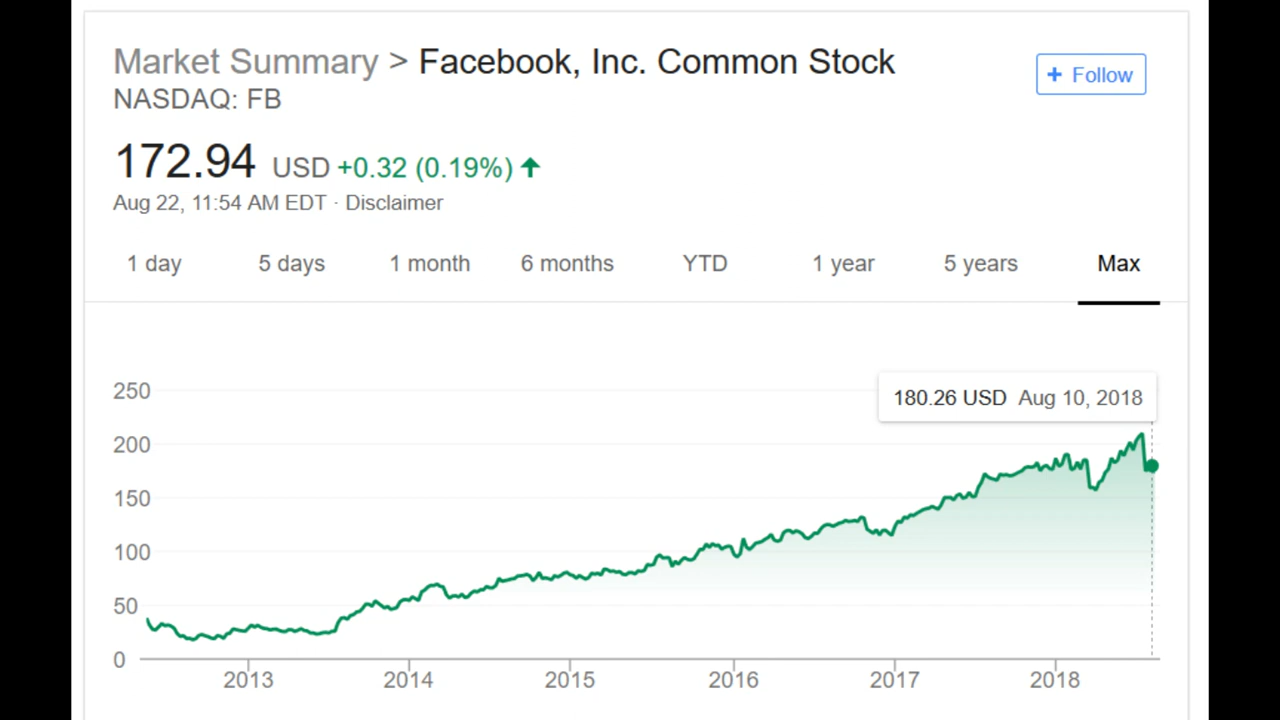 Market Summary > Facebook, Inc. Common Stock
+ Follow
NASDAQ: FB
172.94 USD +0.32 (0.19%)
Aug 22, 11:54 AM EDT · Disclaimer
1 day 5 days 1 month 6 months YTD 1 year 5 years Max
180.26 USD Aug 10, 2018
250
200
150
100
50
0
2013 2014 2015 2016 2017 2018